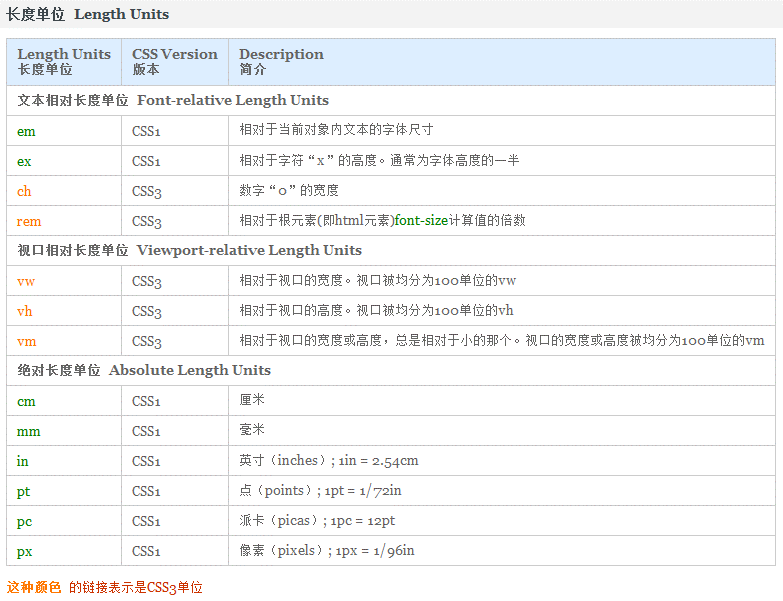 长度单位 Length Units
Length Units CSS Version Description
长度单位 版本 简介
文本相对长度单位 Font-relative Length Units
em CSS1 相对于当前对象内文本的字体尺寸
ex CSS1 相对于字符“x”的高度。通常为字体高度的一半
ch CSS3 数字“0”的宽度
rem CSS3 相对于根元素(即html元素)font-size计算值的倍数
视口相对长度单位 Viewport-relative Length Units
vw CSS3 相对于视口的宽度。视口被均分为100单位的vw
vh CSS3 相对于视口的高度。视口被均分为100单位的vh
vm CSS3 相对于视口的宽度或高度，总是相对于小的那个。视口的宽度或高度被均分为100单位的vm
绝对长度单位 Absolute Length Units
cm CSS1 厘米
mm CSS1 毫米
in CSS1 英寸（inches）; 1in = 2.54cm
pt CSS1 点（points）; 1pt = 1/72in
pc CSS1 派卡（picas）; 1pc = 12pt
px CSS1 像素（pixels）; 1px = 1/96in
这种颜色 的链接表示是CSS3单位